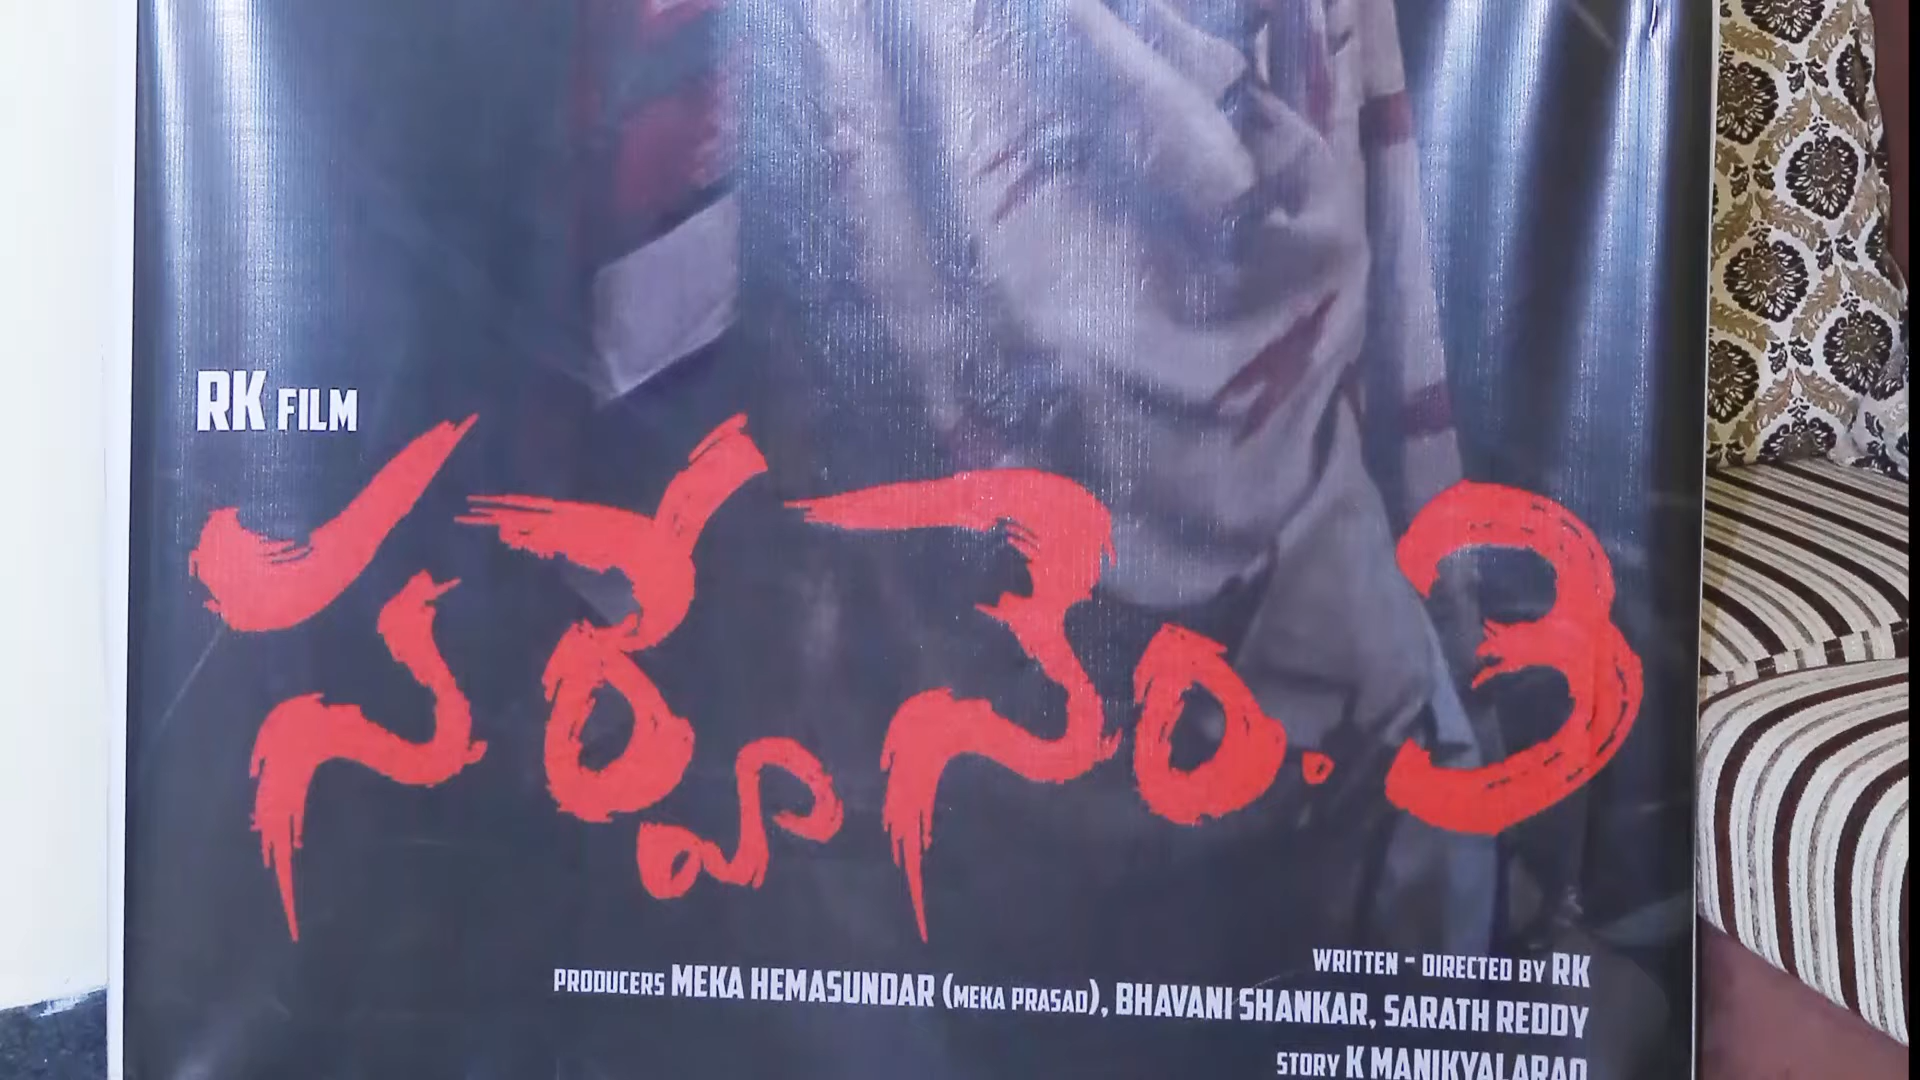 RK FILM
సర్వే నెం. 3
WRITTEN - DIRECTED BY RK
PRODUCERS MEKA HEMASUNDAR (MEKA PRASAD), BHAVANI SHANKAR, SARATH REDDY
STORY K MANIKYALARAO